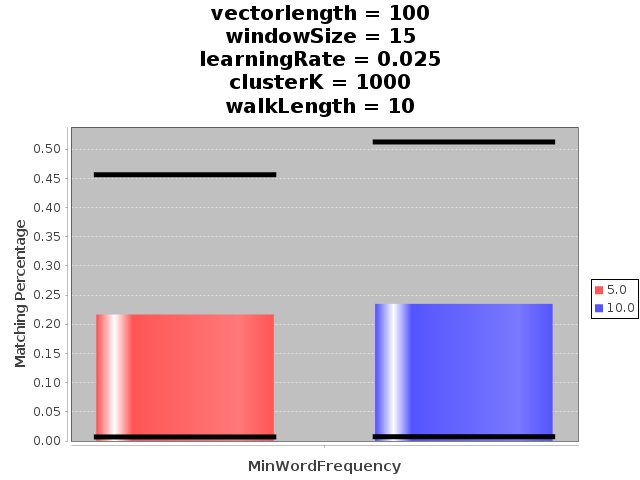 vectorlength = 100
windowSize = 15
learningRate = 0.025
clusterK = 1000
walkLength = 10
Matching Percentage
0.50
0.45
0.40
0.35
0.30
0.25
0.20
0.15
0.10
0.05
0.00
MinWordFrequency
5.0
10.0